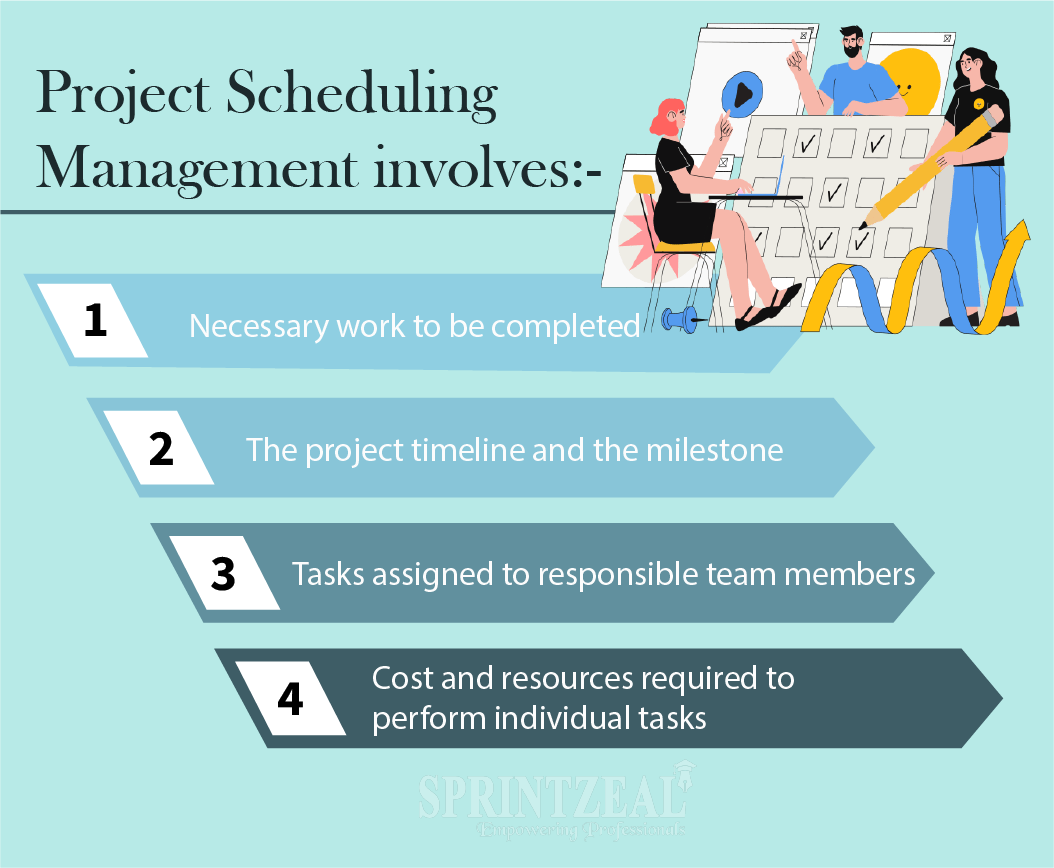 Project Scheduling
Management involves:-
1
Necessary work to be completed
2
The project timeline and the milestone
3
Tasks assigned to responsible team members
4
Cost and resources required to
perform individual tasks
SPRINTZEAL
Empowering Professionals